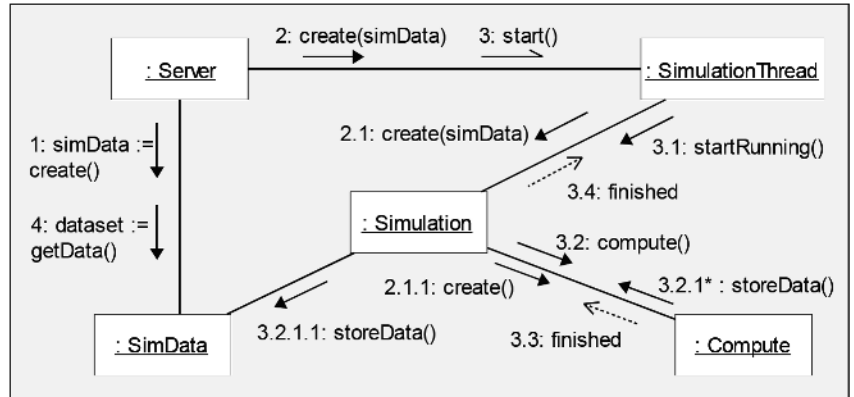 2: create(simData)
3: start()
: Server
: SimulationThread
1: simData :=
create()
2.1: create(simData)
3.1: startRunning()
3.4: finished
4: dataset :=
getData()
: Simulation
3.2: compute()
2.1.1: create()
3.2.1* : storeData()
3.2.1.1: storeData()
3.3: finished
: SimData
: Compute